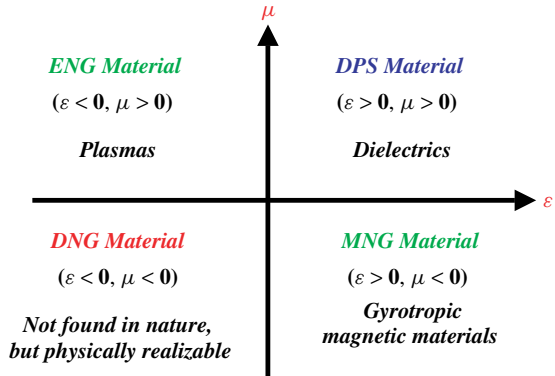 μ
ENG Material
(ε < 0, μ > 0)
Plasmas
DPS Material
(ε > 0, μ > 0)
Dielectrics
ε
DNG Material
(ε < 0, μ < 0)
Not found in nature,
but physically realizable
MNG Material
(ε > 0, μ < 0)
Gyrotropic
magnetic materials